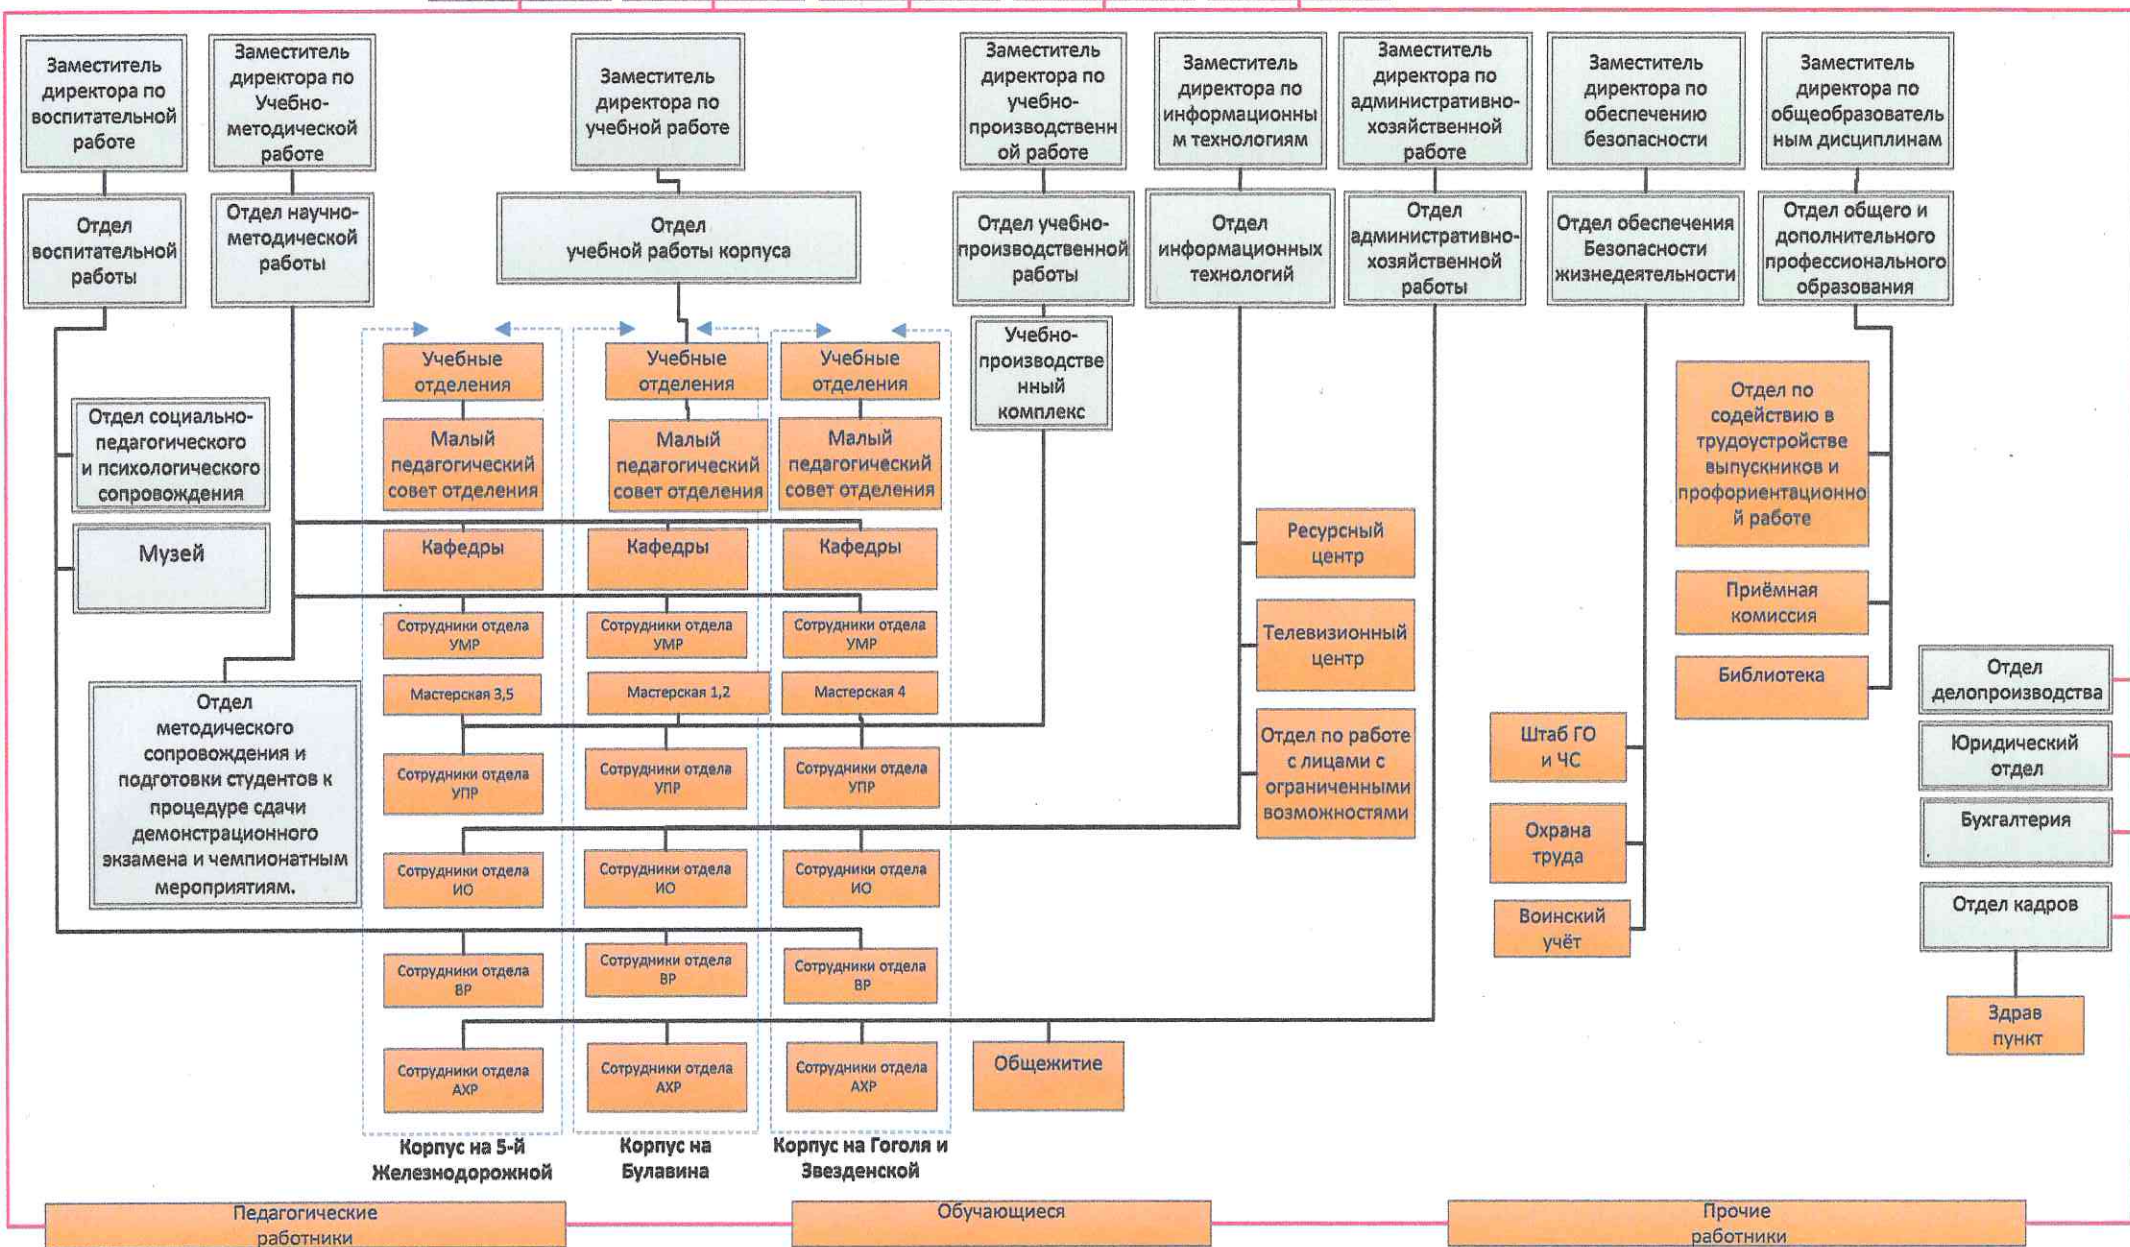 Заместитель
директора по
воспитательной
работе
Заместитель
директора по
Учебно-
методической
работе
Заместитель
директора по
учебной работе
Заместитель
директора по
учебно-
производственн
ой работе
Заместитель
директора по
информационны
м технологиям
Заместитель
директора по
административно-
хозяйственной
работе
Заместитель
директора по
обеспечению
безопасности
Заместитель
директора по
общеобразователь
ным дисциплинам
Отдел
воспитательной
работы
Отдел научно-
методической
работы
Отдел
учебной работы корпуса
Отдел учебно-
производственной
работы
Отдел
информационных
технологий
Отдел
административно-
хозяйственной
работы
Отдел обеспечения
Безопасности
жизнедеятельности
Отдел общего и
дополнительного
профессионального
образования
Учебно-
производстве
нный
комплекс
Учебные
отделения
Учебные
отделения
Учебные
отделения
Отдел социально-
педагогического
и психологического
сопровождения
Малый
педагогический
совет отделения
Малый
педагогический
совет отделения
Малый
педагогический
совет отделения
Отдел по
содействию в
трудоустройстве
выпускников и
профориентационно
й работе
Музей
Кафедры
Кафедры
Кафедры
Ресурсный
центр
Приёмная
комиссия
Сотрудники отдела
УМР
Сотрудники отдела
УМР
Сотрудники отдела
УМР
Телевизионный
центр
Библиотека
Отдел
делопроизводства
Отдел
методического
сопровождения и
подготовки студентов к
процедуре сдачи
демонстрационного
экзамена и чемпионатным
мероприятиям.
Мастерская 3,5
Мастерская 1,2
Мастерская 4
Отдел по работе
с лицами с
ограниченными
возможностями
Штаб ГО
и ЧС
Юридический
отдел
Сотрудники отдела
УПР
Сотрудники отдела
УПР
Сотрудники отдела
УПР
Охрана
труда
Бухгалтерия
Сотрудники отдела
ИО
Сотрудники отдела
ИО
Сотрудники отдела
ИО
Воинский
учёт
Отдел кадров
Сотрудники отдела
ВР
Сотрудники отдела
ВР
Сотрудники отдела
ВР
Здрав
пункт
Сотрудники отдела
АХР
Сотрудники отдела
АХР
Сотрудники отдела
АХР
Общежитие
Корпус на 5-й
Железнодорожной
Корпус на
Булавина
Корпус на Гоголя и
Звезденской
Педагогические
работники
Обучающиеся
Прочие
работники